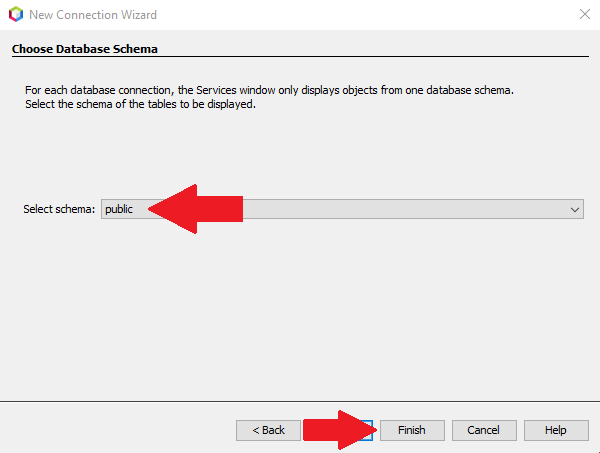 New Connection Wizard
Choose Database Schema
For each database connection, the Services window only displays objects from one database schema.
Select the schema of the tables to be displayed.
Select schema: public
< Back Finish Cancel Help